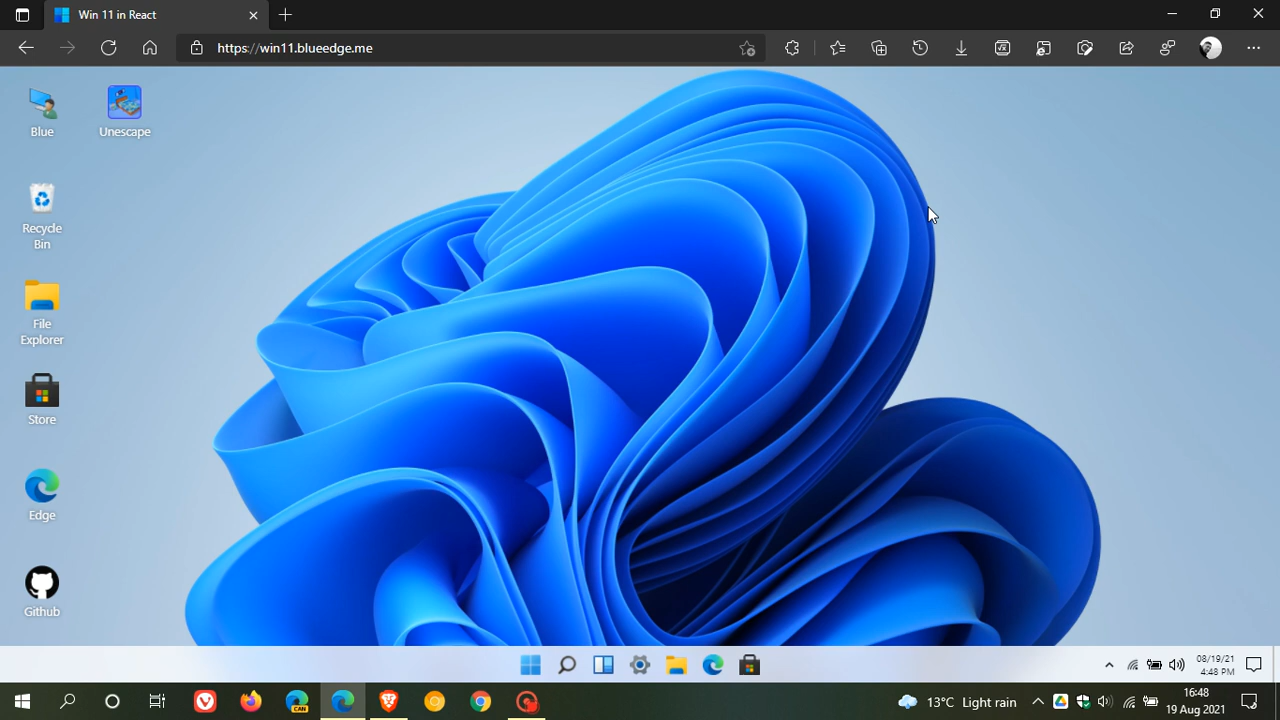 Win 11 in React
https://win11.blueedge.me
Blue
Unescape
Recycle
Bin
File
Explorer
Store
Edge
Github
08/19/21
4:48 PM
CAN
13°C Light rain
16:48
19 Aug 2021